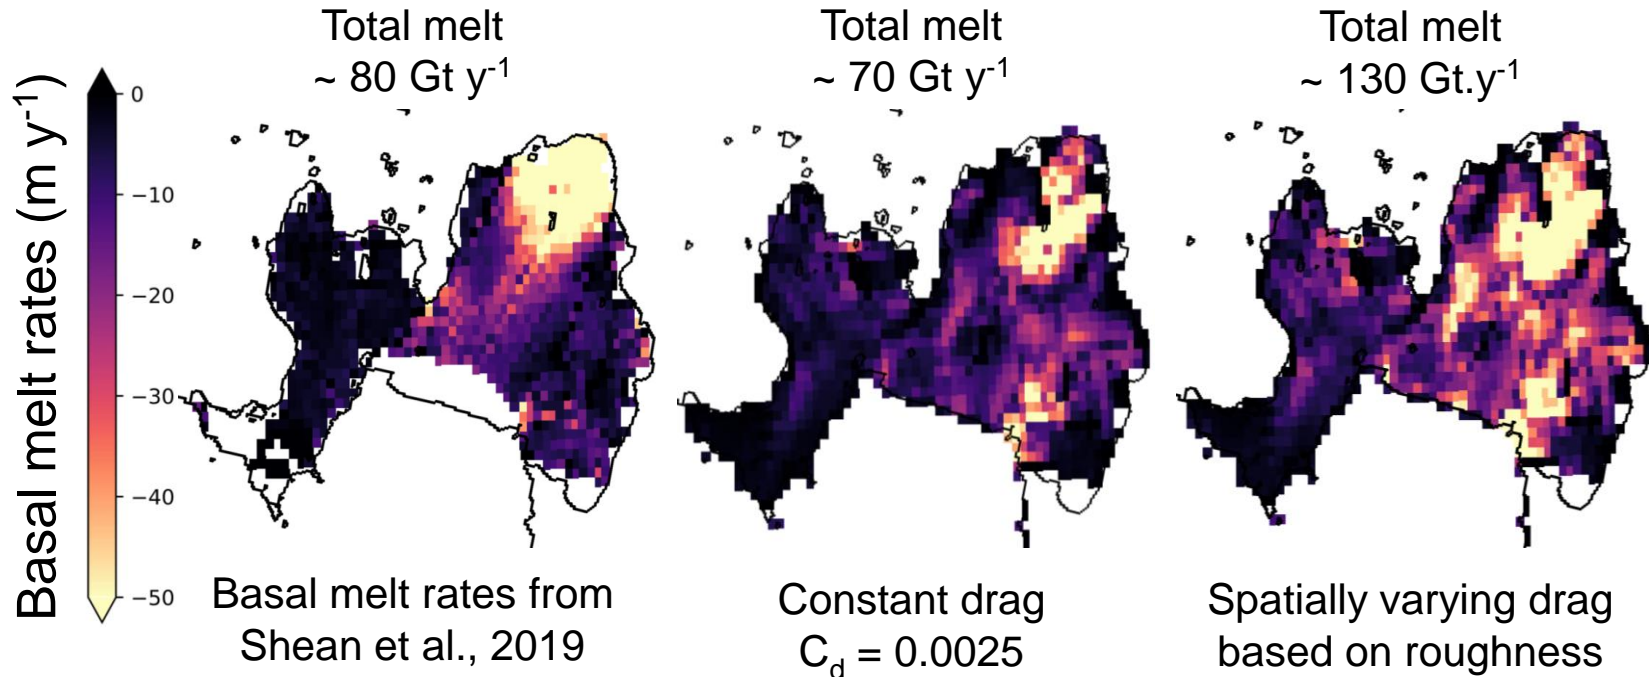 Total melt
~ 80 Gt y⁻¹
Total melt
~ 70 Gt y⁻¹
Total melt
~ 130 Gt.y⁻¹
Basal melt rates (m y⁻¹)
0
−10
−20
−30
−40
−50
Basal melt rates from
Shean et al., 2019
Constant drag
C_d = 0.0025
Spatially varying drag
based on roughness